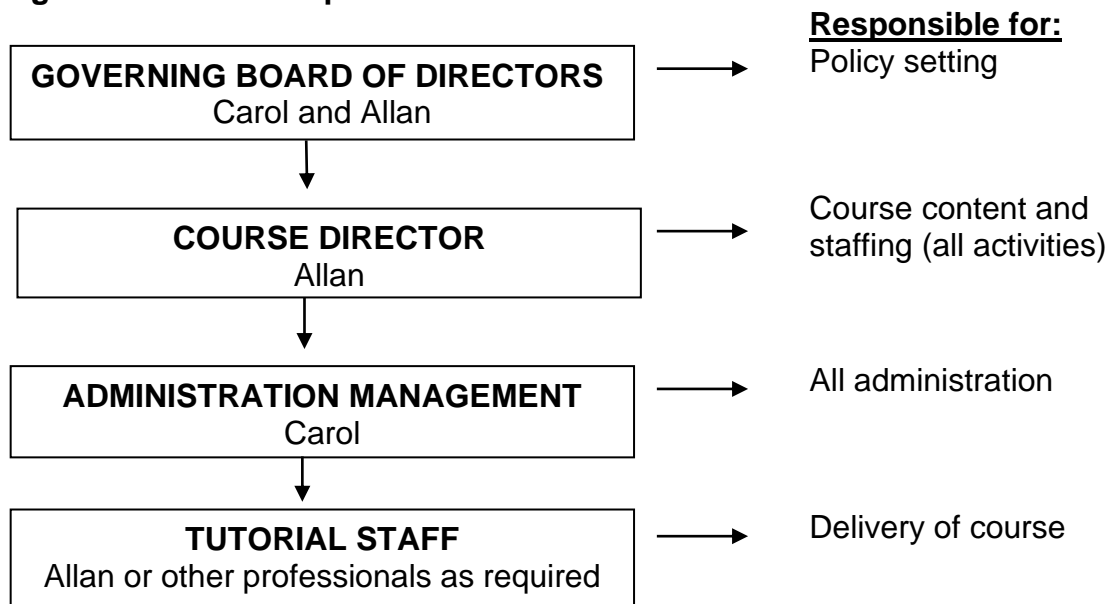 Responsible for:
GOVERNING BOARD OF DIRECTORS
Carol and Allan
Policy setting
COURSE DIRECTOR
Allan
Course content and
staffing (all activities)
ADMINISTRATION MANAGEMENT
Carol
All administration
TUTORIAL STAFF
Allan or other professionals as required
Delivery of course